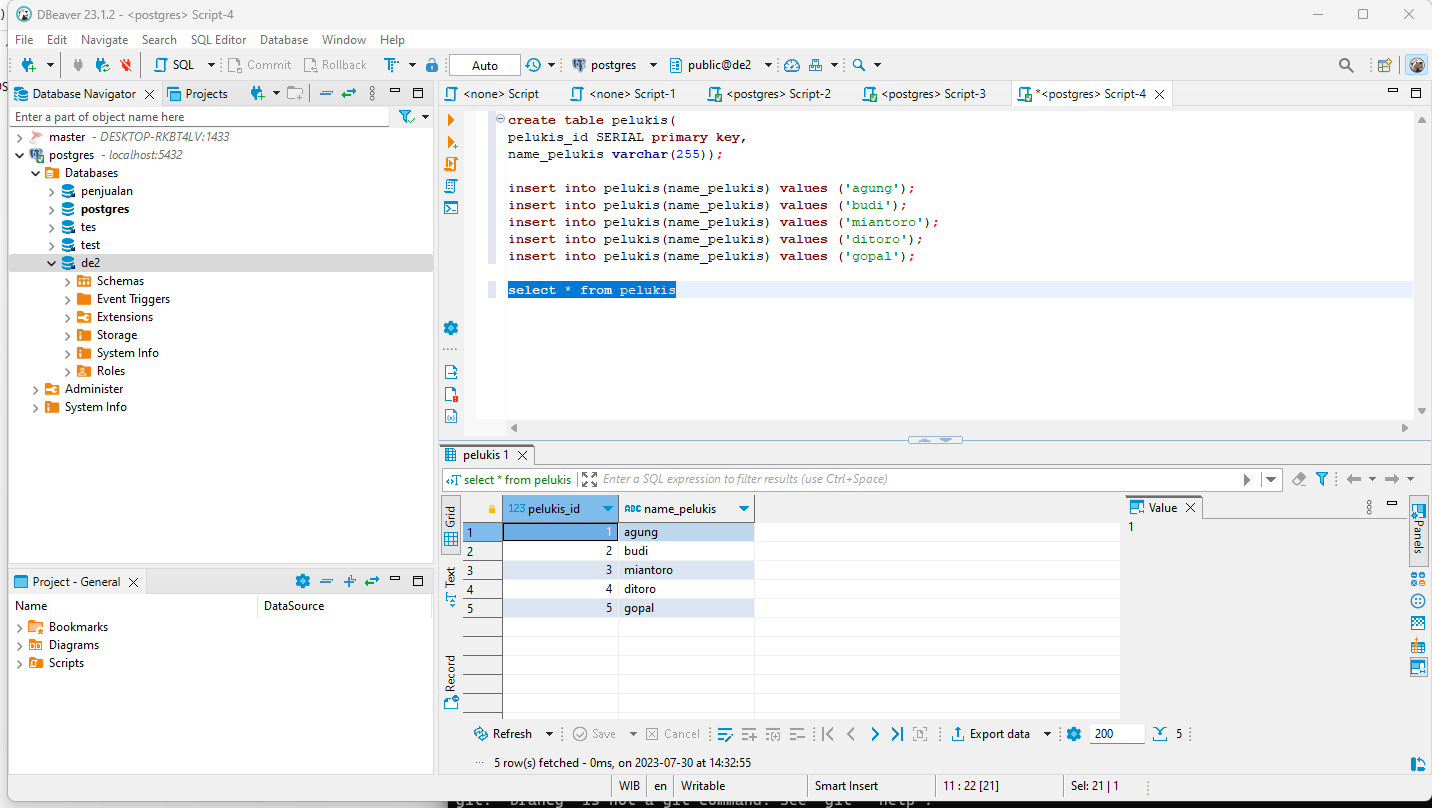 DBeaver 23.1.2 - <postgres> Script-4
File Edit Navigate Search SQL Editor Database Window Help
SQL Commit Rollback Auto postgres public@de2
Database Navigator Projects
<none> Script <none> Script-1 <postgres> Script-2 <postgres> Script-3 *<postgres> Script-4
Enter a part of object name here
master - DESKTOP-RKBT4LV:1433
postgres - localhost:5432
Databases
penjualan
postgres
tes
test
de2
Schemas
Event Triggers
Extensions
Storage
System Info
Roles
Administer
System Info
create table pelukis(
pelukis_id SERIAL primary key,
name_pelukis varchar(255));
insert into pelukis(name_pelukis) values ('agung');
insert into pelukis(name_pelukis) values ('budi');
insert into pelukis(name_pelukis) values ('miantoro');
insert into pelukis(name_pelukis) values ('ditoro');
insert into pelukis(name_pelukis) values ('gopal');
select * from pelukis
Project - General
Name DataSource
Bookmarks
Diagrams
Scripts
pelukis 1
select * from pelukis Enter a SQL expression to filter results (use Ctrl+Space)
Grid
Text
Record
123 pelukis_id ABC name_pelukis
1 1 agung
2 2 budi
3 3 miantoro
4 4 ditoro
5 5 gopal
Value
1
Panels
Refresh Save Cancel Export data 200 5
5 row(s) fetched - 0ms, on 2023-07-30 at 14:32:55
WIB en Writable Smart Insert 11 : 22 [21] Sel: 21 | 1